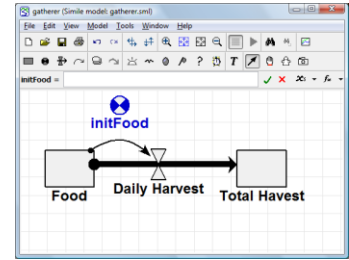 gatherer (Simile model: gatherer.sml)
File Edit View Model Tools Window Help
initFood =
initFood
Food
Daily Harvest
Total Havest